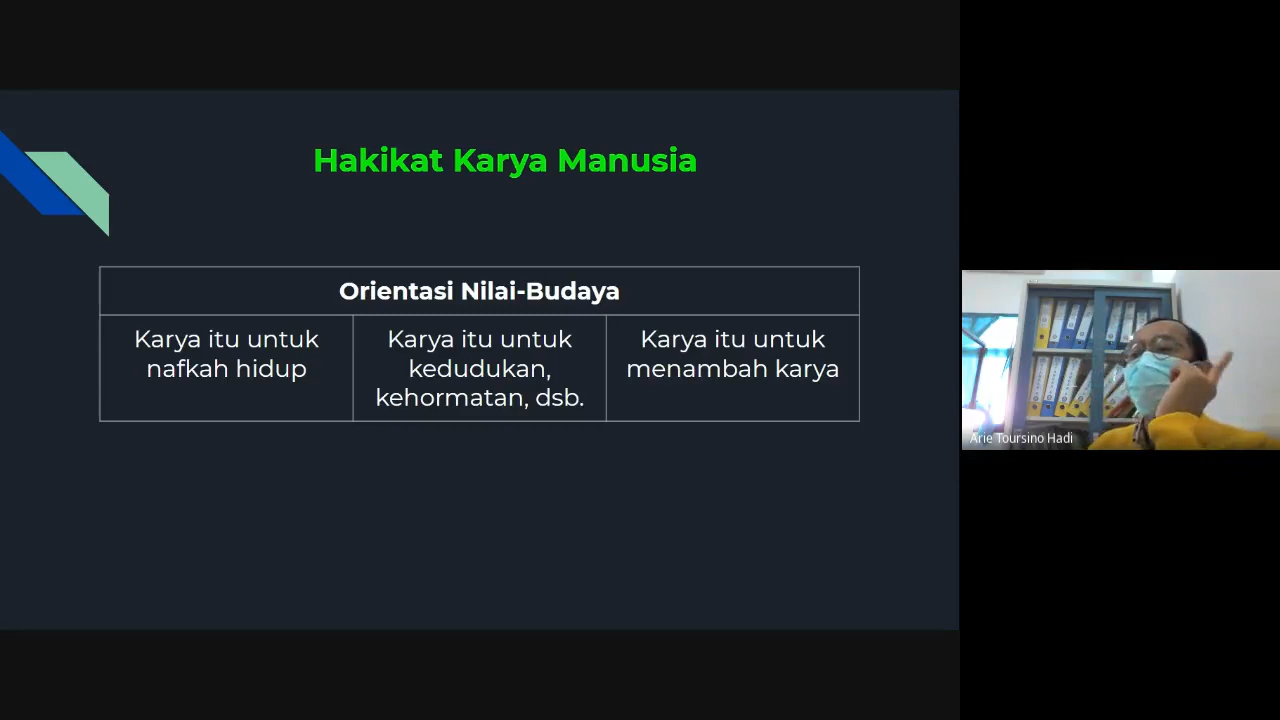 Hakikat Karya Manusia
Orientasi Nilai-Budaya
Karya itu untuk
nafkah hidup
Karya itu untuk
kedudukan,
kehormatan, dsb.
Karya itu untuk
menambah karya
Arie Toursino Hadi